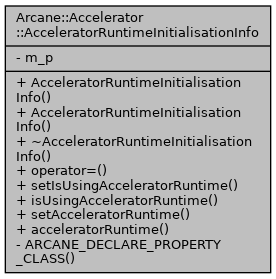 Arcane::Accelerator
::AcceleratorRuntimeInitialisationInfo
- m_p
+ AcceleratorRuntimeInitialisation
Info()
+ AcceleratorRuntimeInitialisation
Info()
+ ~AcceleratorRuntimeInitialisation
Info()
+ operator=()
+ setIsUsingAcceleratorRuntime()
+ isUsingAcceleratorRuntime()
+ setAcceleratorRuntime()
+ acceleratorRuntime()
- ARCANE_DECLARE_PROPERTY
_CLASS()